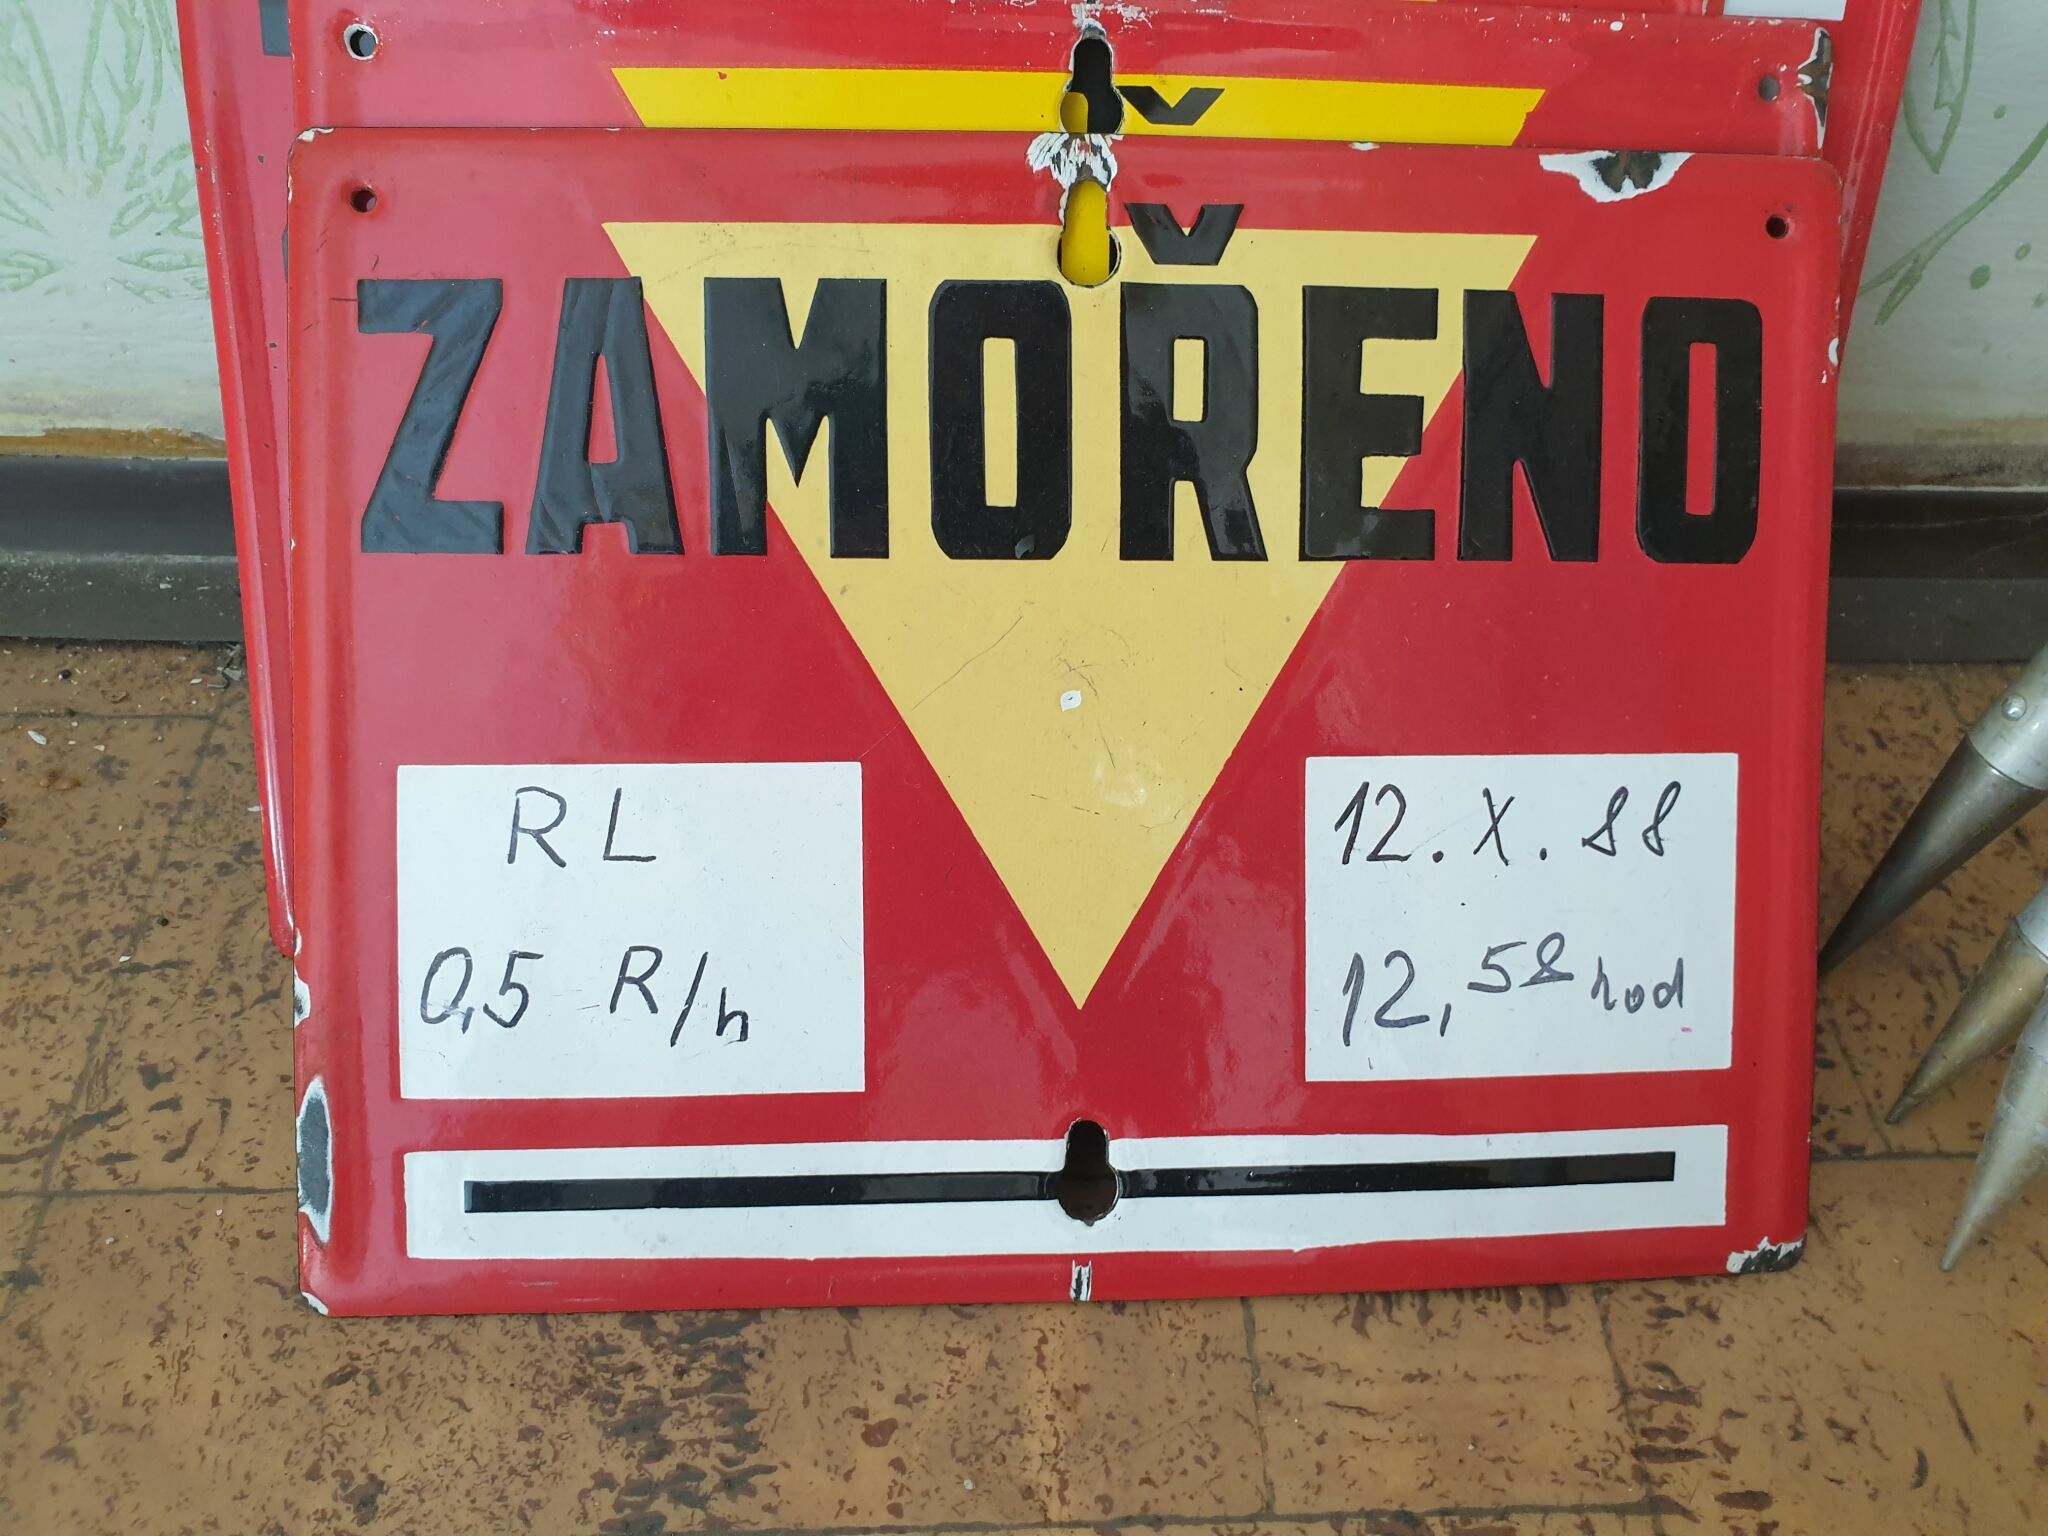 ZAMOŘENO
RL
0,5 R/h
12. X. 88
12,58 hod